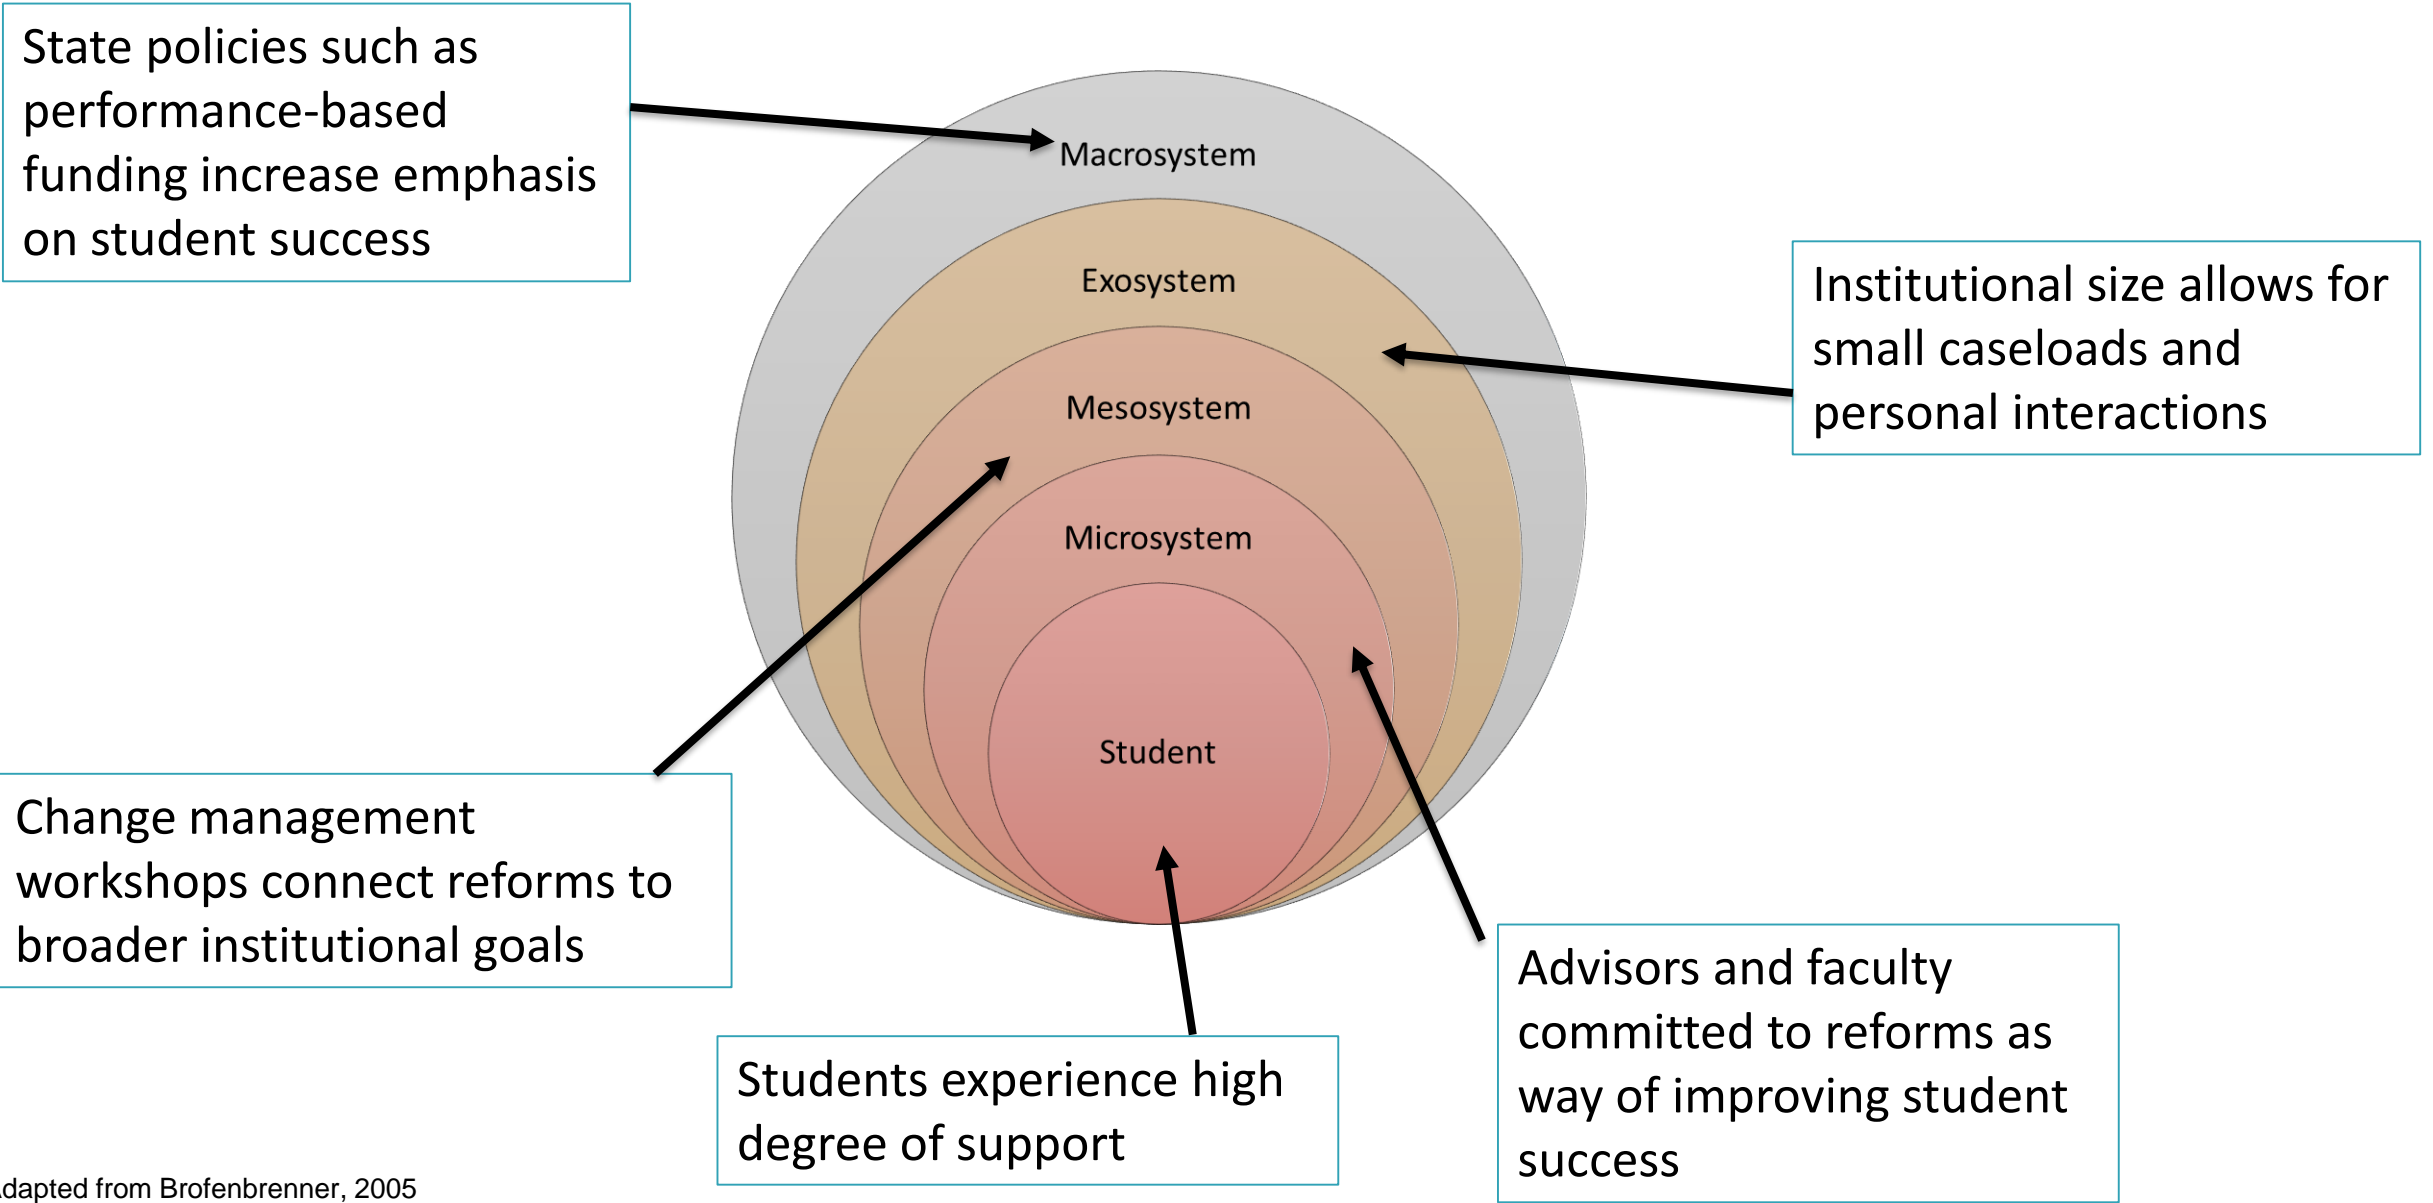 State policies such as
performance-based
funding increase emphasis
on student success
Macrosystem
Exosystem
Institutional size allows for
small caseloads and
personal interactions
Mesosystem
Microsystem
Student
Change management
workshops connect reforms to
broader institutional goals
Advisors and faculty
committed to reforms as
way of improving student
success
Students experience high
degree of support
dapted from Brofenbrenner, 2005